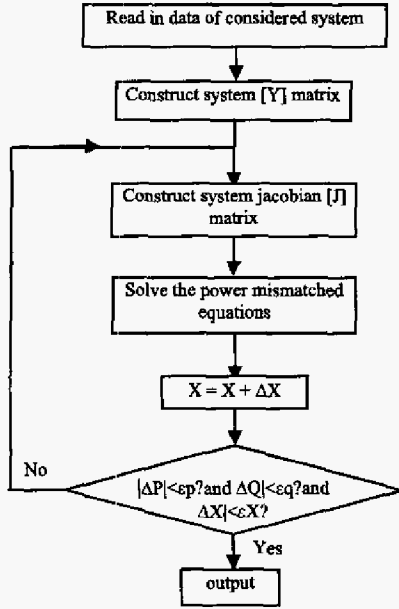 Read in data of considered system
Construct system [Y] matrix
Construct system jacobian [J]
matrix
Solve the power mismatched
equations
X = X + ΔX
No
|ΔP|<εp?and ΔQ|<εq?and
ΔX|<εX?
Yes
output